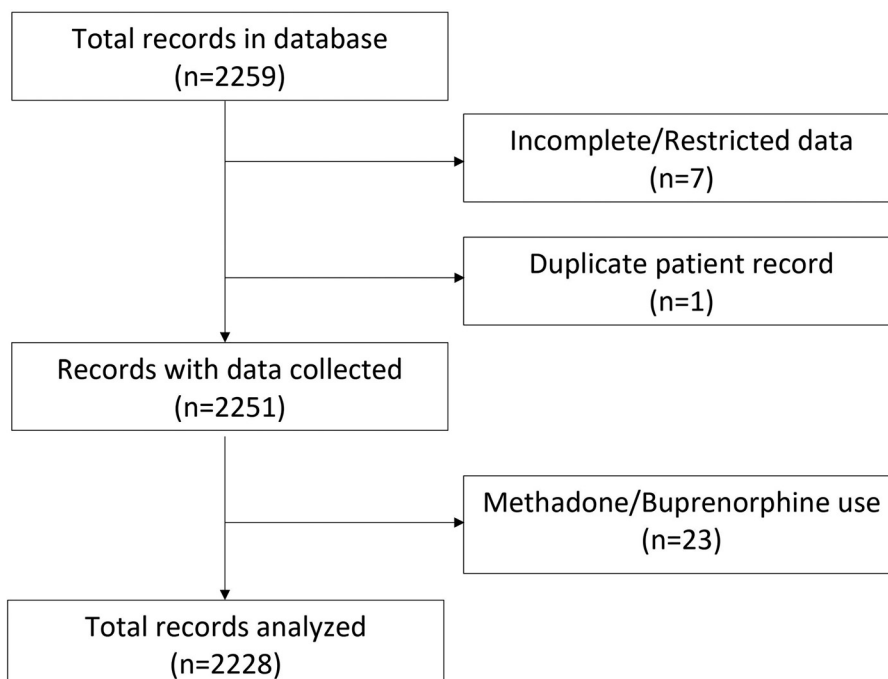 Total records in database
(n=2259)
Incomplete/Restricted data
(n=7)
Duplicate patient record
(n=1)
Records with data collected
(n=2251)
Methadone/Buprenorphine use
(n=23)
Total records analyzed
(n=2228)